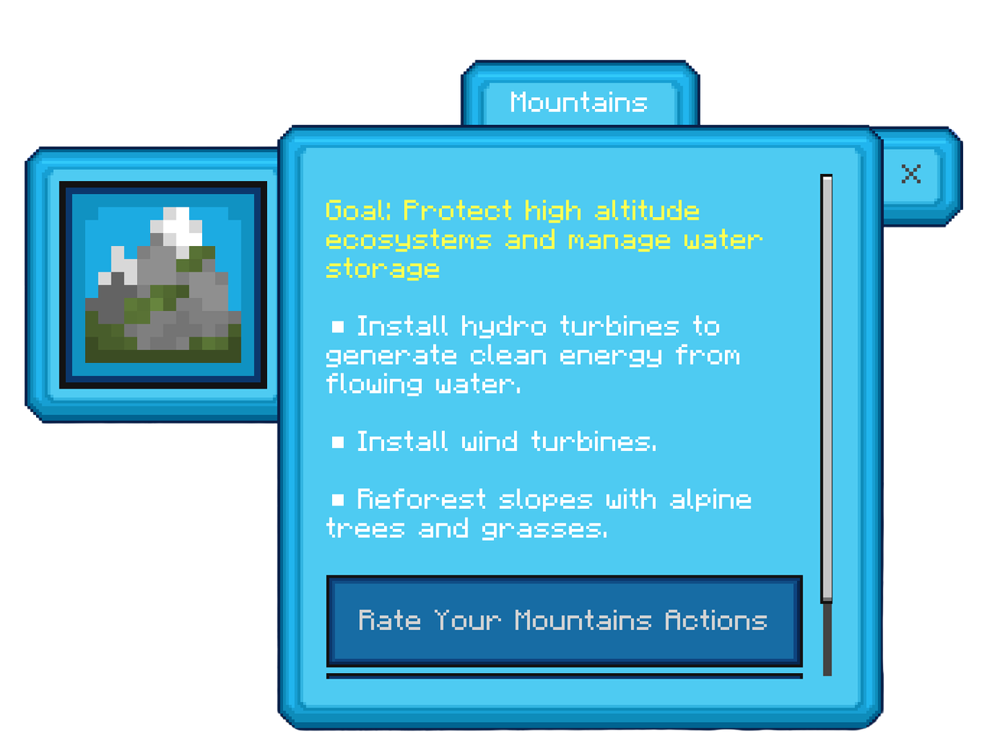 Mountains
×
Goal: Protect high altitude
ecosystems and manage water
storage
▪ Install hydro turbines to
generate clean energy from
flowing water.
▪ Install wind turbines.
▪ Reforest slopes with alpine
trees and grasses.
Rate Your Mountains Actions